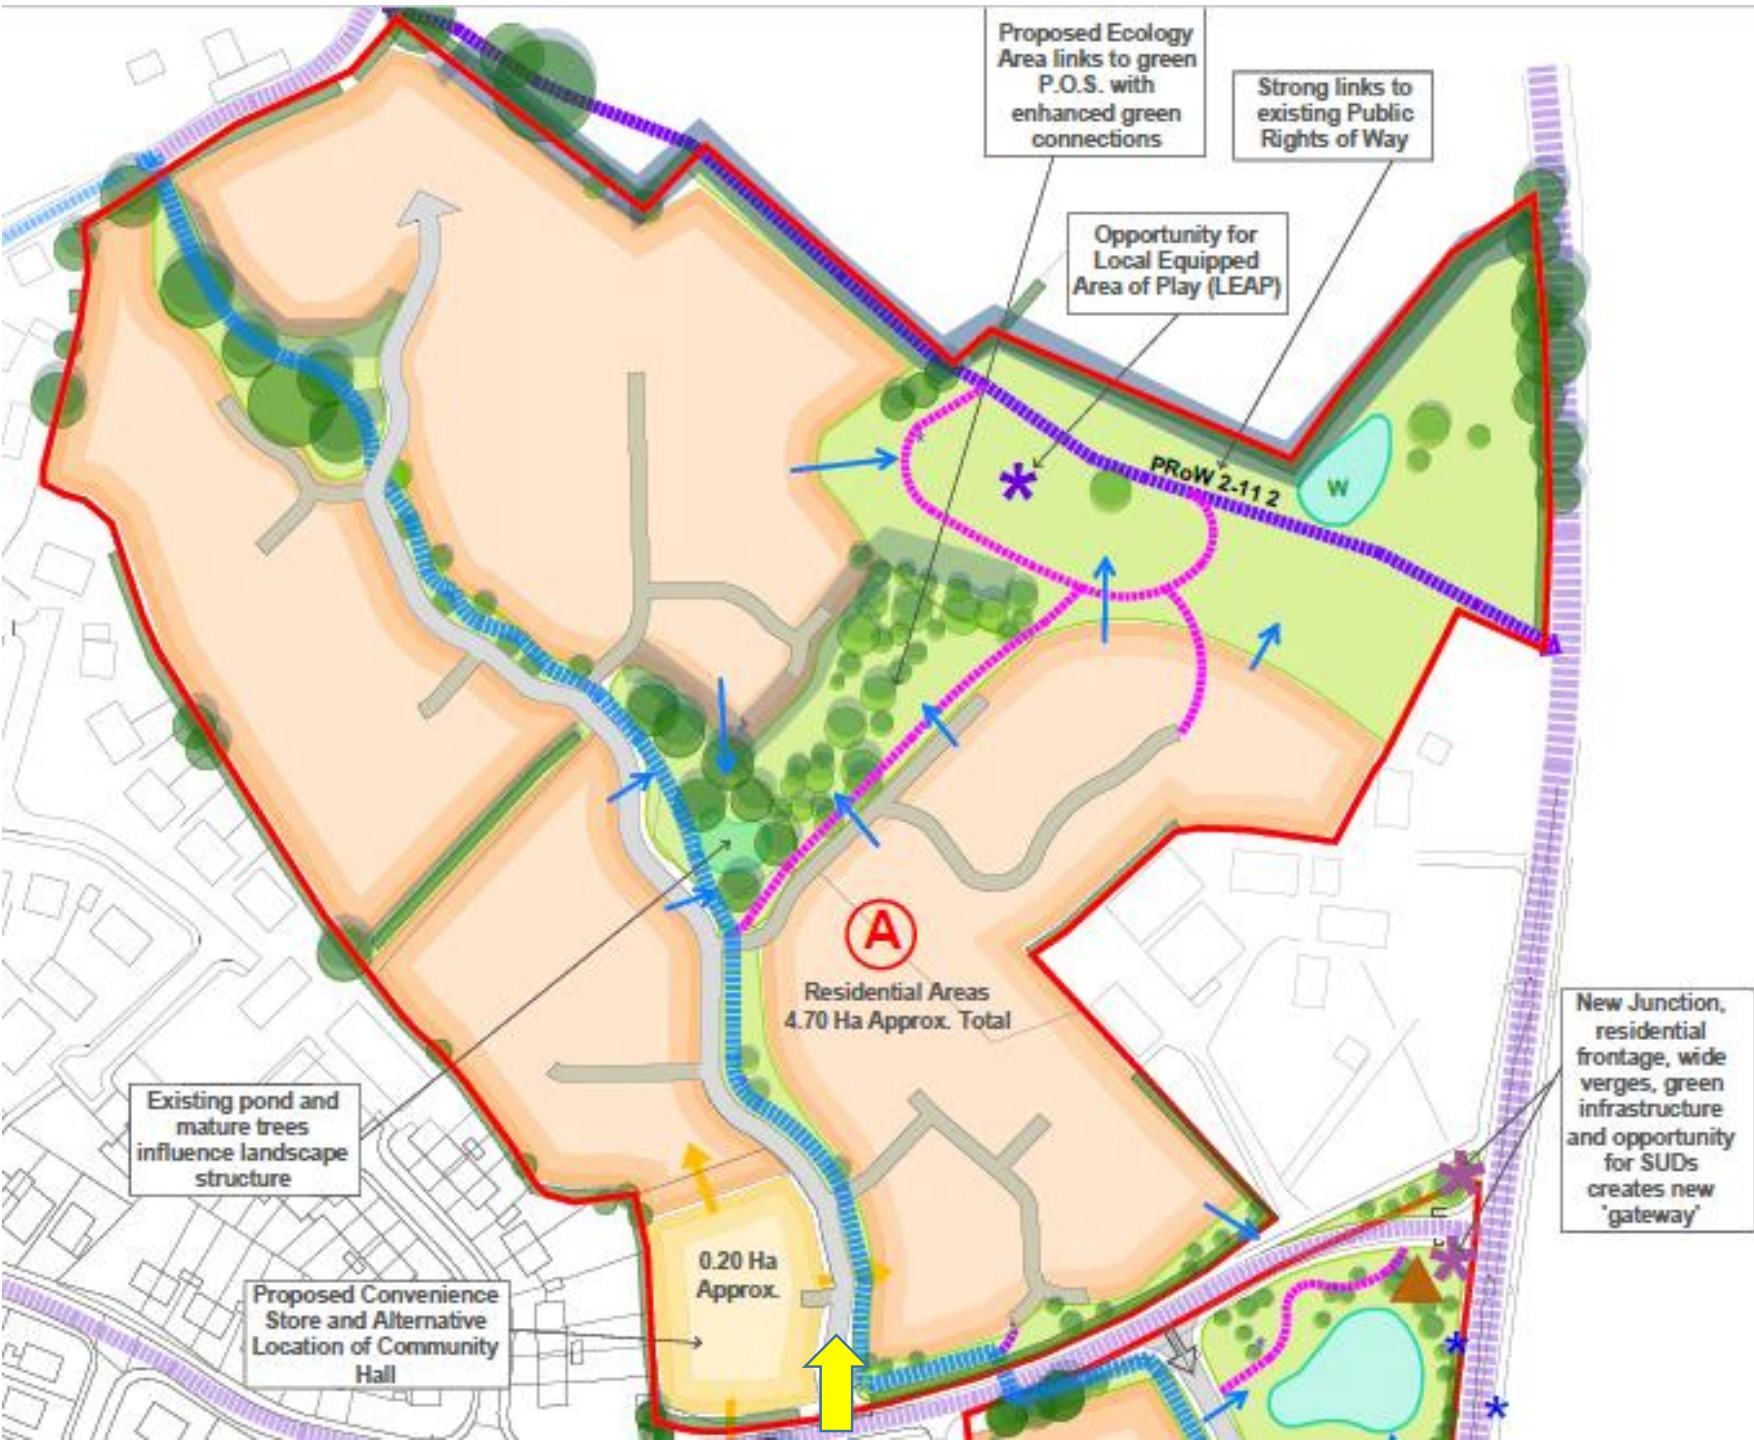 Proposed Ecology
Area links to green
P.O.S. with
enhanced green
connections
Strong links to
existing Public
Rights of Way
Opportunity for
Local Equipped
Area of Play (LEAP)
PRoW 2-11 2
W
A
Residential Areas
4.70 Ha Approx. Total
New Junction,
residential
frontage, wide
verges, green
infrastructure
and opportunity
for SUDs
creates new
'gateway'
Existing pond and
mature trees
influence landscape
structure
0.20 Ha
Approx.
Proposed Convenience
Store and Alternative
Location of Community
Hall